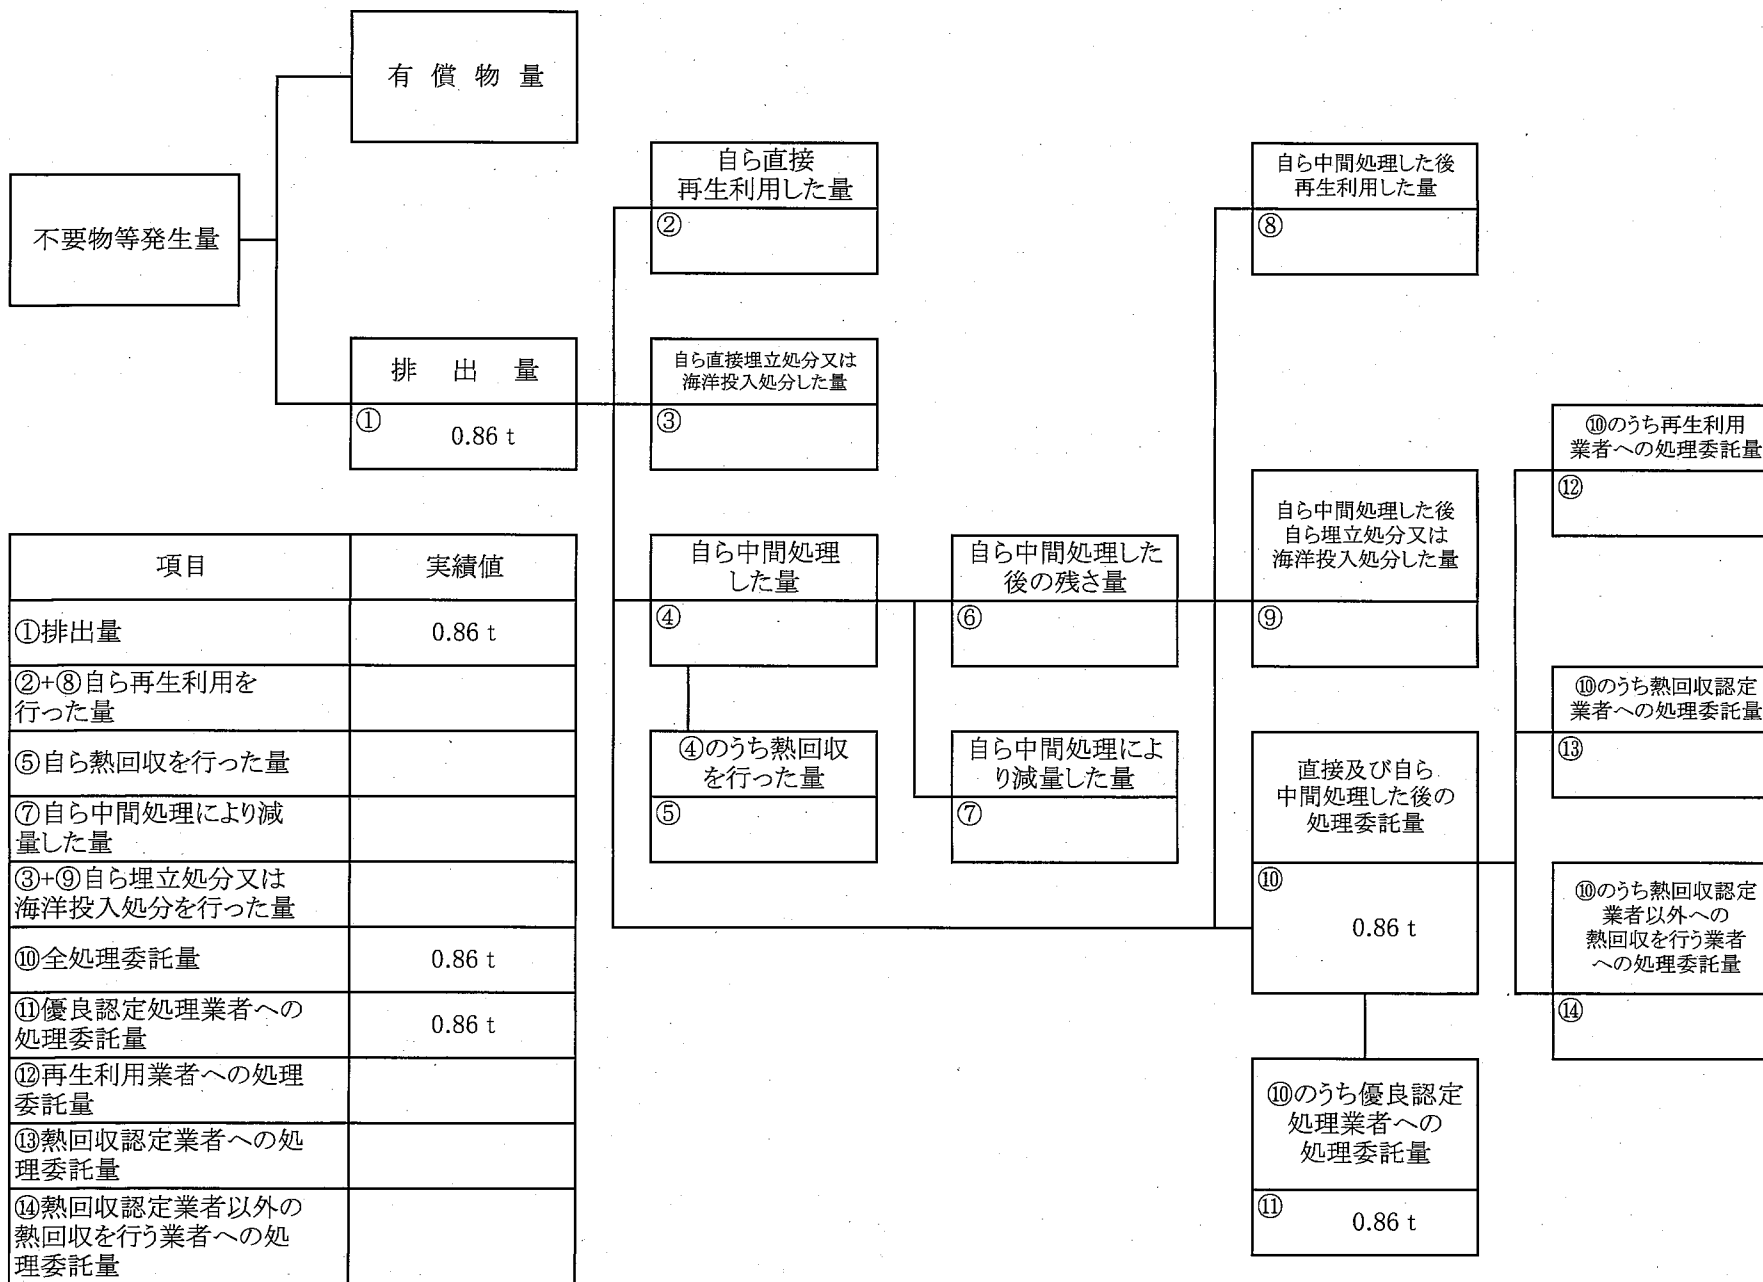 有償物量
不要物等発生量
排出量
① 0.86 t
自ら直接
再生利用した量
②
自ら直接埋立処分又は
海洋投入処分した量
③
自ら中間処理
した量
④
④のうち熱回収
を行った量
⑤
自ら中間処理した
後の残さ量
⑥
自ら中間処理によ
り減量した量
⑦
自ら中間処理した後
再生利用した量
⑧
自ら中間処理した後
自ら埋立処分又は
海洋投入処分した量
⑨
直接及び自ら
中間処理した後の
処理委託量
⑩
0.86 t
⑩のうち優良認定
処理業者への
処理委託量
⑪ 0.86 t
⑩のうち再生利用
業者への処理委託量
⑫
⑩のうち熱回収認定
業者への処理委託量
⑬
⑩のうち熱回収認定
業者以外への
熱回収を行う業者
への処理委託量
⑭
項目 実績値
①排出量 0.86 t
②+⑧自ら再生利用を
行った量
⑤自ら熱回収を行った量
⑦自ら中間処理により減
量した量
③+⑨自ら埋立処分又は
海洋投入処分を行った量
⑩全処理委託量 0.86 t
⑪優良認定処理業者への
処理委託量 0.86 t
⑫再生利用業者への処理
委託量
⑬熱回収認定業者への処
理委託量
⑭熱回収認定業者以外の
熱回収を行う業者への処
理委託量